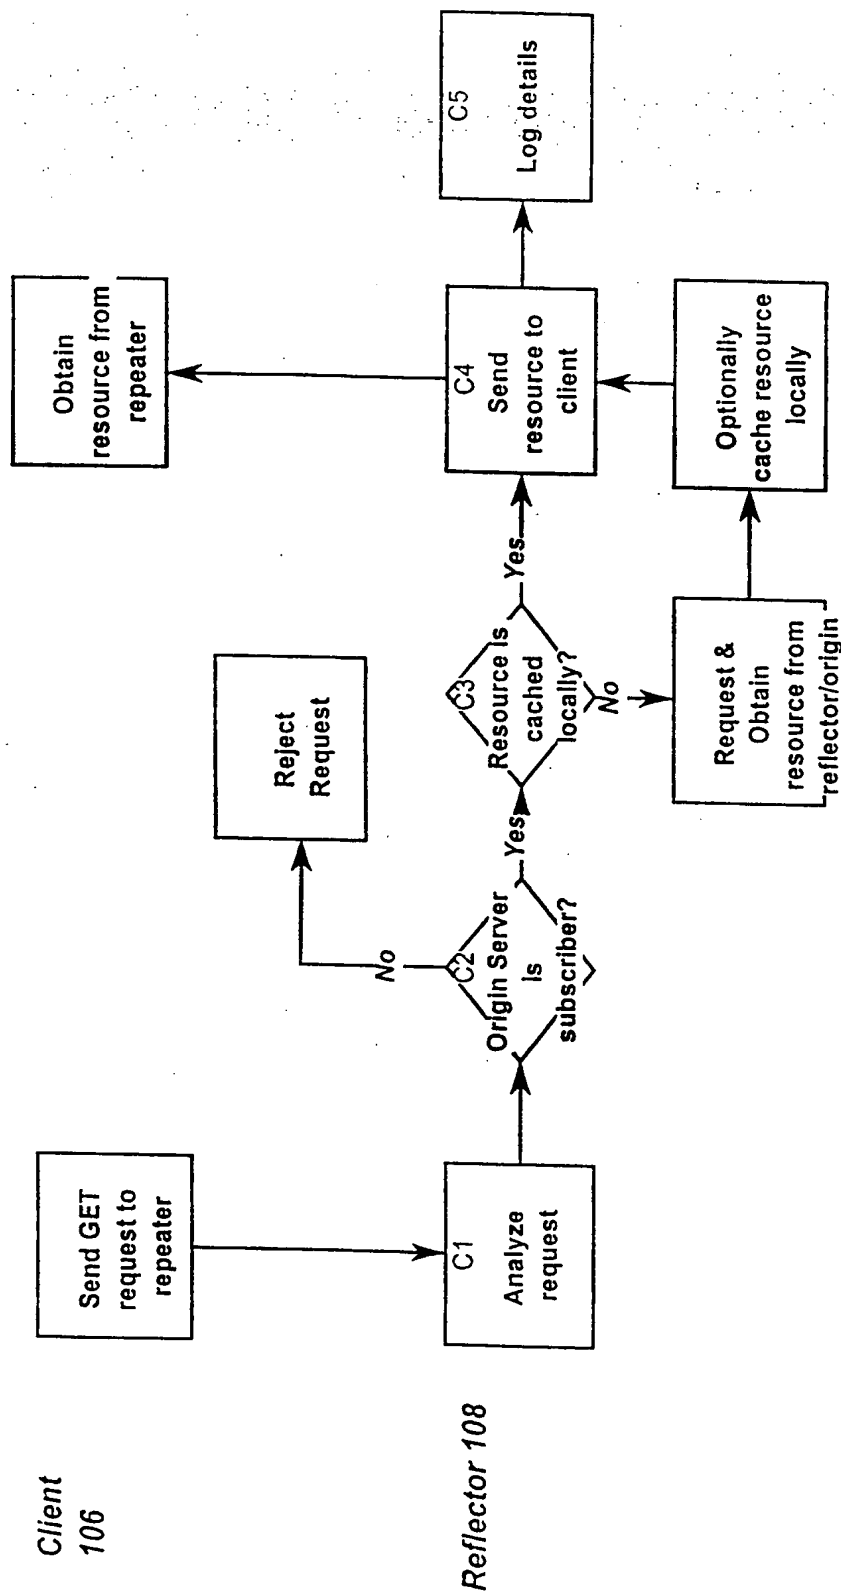 Client
106
Send GET
request to
repeater
Obtain
resource from
repeater
Reject
Request
Reflector 108
C1
Analyze
request
C2
Origin Server
Is
subscriber?
No
Yes
C3
Resource Is
cached
locally?
Yes
No
C4
Send
resource to
client
C5
Log details
Request &
Obtain
resource from
reflector/origin
Optionally
cache resource
locally